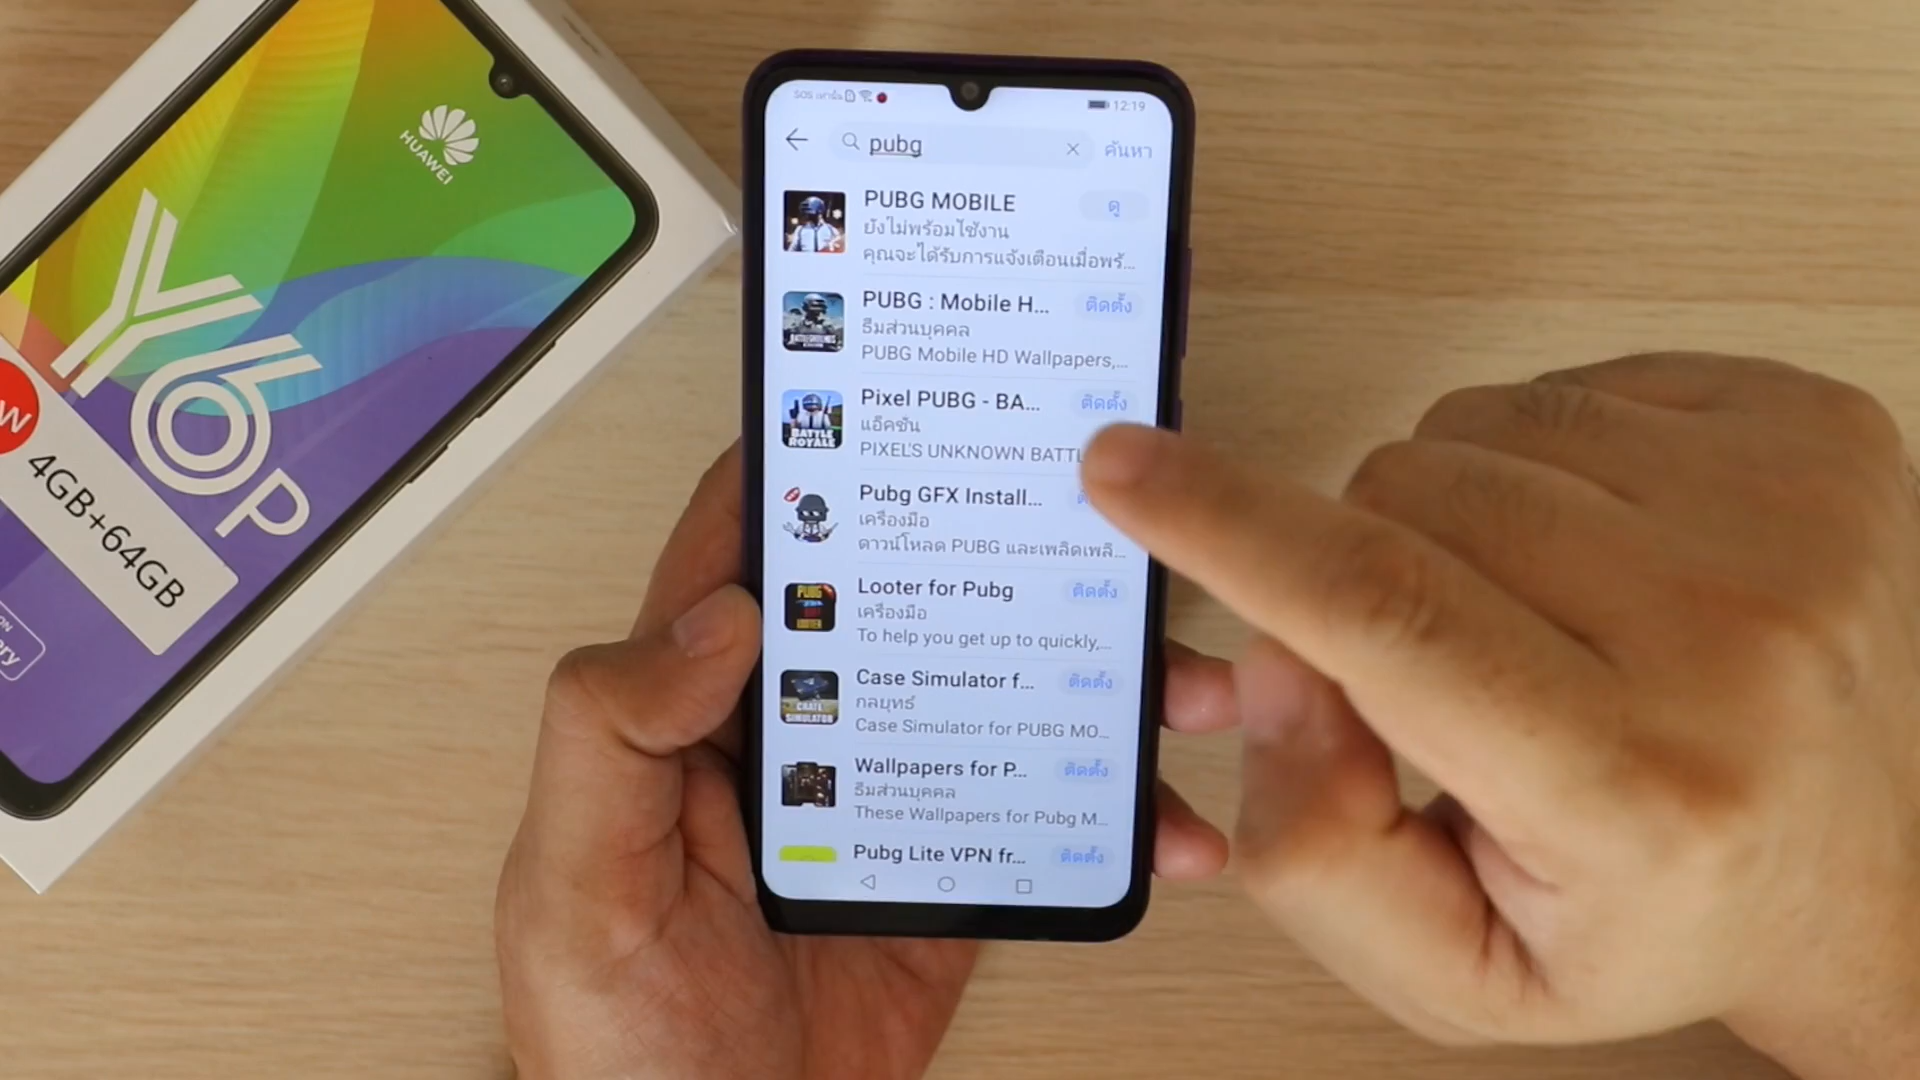 HUAWEI
Y6P
4GB+64GB
12:19
pubg
ค้นหา
PUBG MOBILE
ดู
ยังไม่พร้อมใช้งาน
คุณจะได้รับการแจ้งเตือนเมื่อพร้...
PUBG : Mobile H...
ติดตั้ง
ธีมส่วนบุคคล
PUBG Mobile HD Wallpapers,...
Pixel PUBG - BA...
ติดตั้ง
แอ็คชัน
PIXEL'S UNKNOWN
BATTLE
ROYALE
Pubg GFX Install...
เครื่องมือ
ดาวน์โหลด PUBG และเพลิดเพลิ...
Looter for Pubg
ติดตั้ง
เครื่องมือ
To help you get up to quickly,...
PUBG
LOOTER
Case Simulator f...
ติดตั้ง
กลยุทธ์
Case Simulator for PUBG MO...
CRATE
SIMULATOR
Wallpapers for P...
ติดตั้ง
ธีมส่วนบุคคล
These Wallpapers for Pubg M...
Pubg Lite VPN fr...
ติดตั้ง